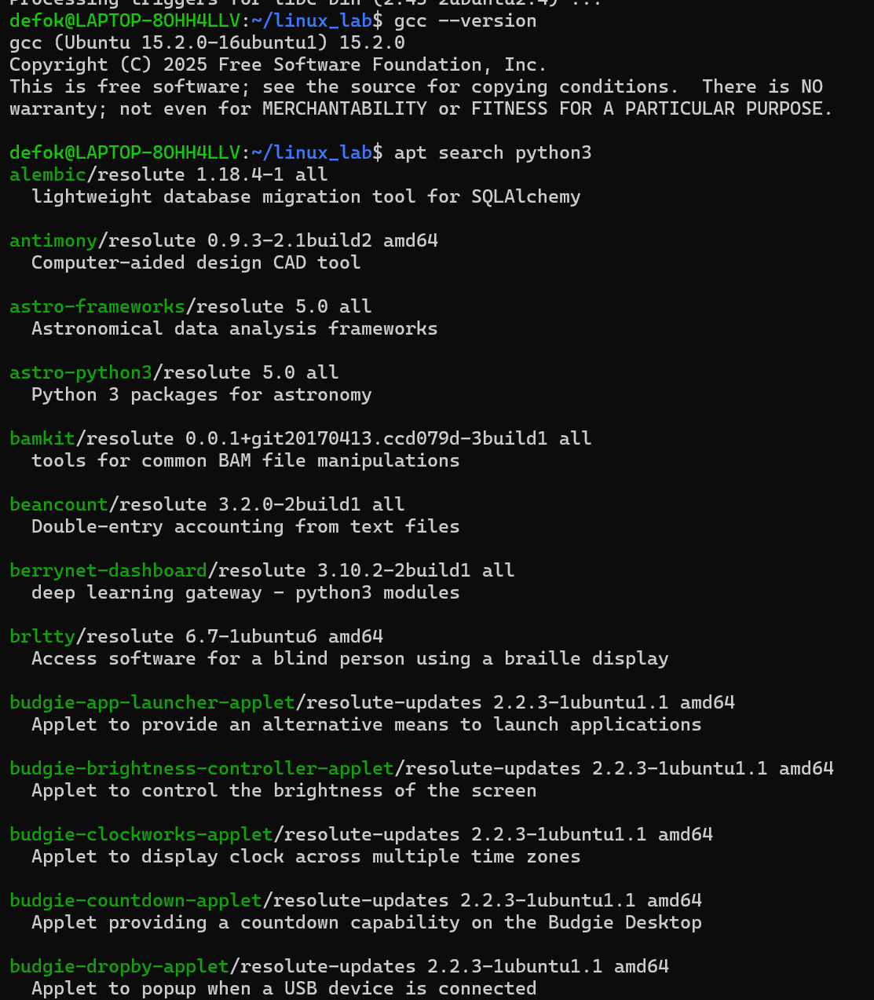 Processing triggers for libc-bin (2.43-2ubuntu2.4) ...
defok@LAPTOP-8OHH4LLV:~/linux_lab$ gcc --version
gcc (Ubuntu 15.2.0-16ubuntu1) 15.2.0
Copyright (C) 2025 Free Software Foundation, Inc.
This is free software; see the source for copying conditions.  There is NO
warranty; not even for MERCHANTABILITY or FITNESS FOR A PARTICULAR PURPOSE.

defok@LAPTOP-8OHH4LLV:~/linux_lab$ apt search python3
alembic/resolute 1.18.4-1 all
  lightweight database migration tool for SQLAlchemy

antimony/resolute 0.9.3-2.1build2 amd64
  Computer-aided design CAD tool

astro-frameworks/resolute 5.0 all
  Astronomical data analysis frameworks

astro-python3/resolute 5.0 all
  Python 3 packages for astronomy

bamkit/resolute 0.0.1+git20170413.ccd079d-3build1 all
  tools for common BAM file manipulations

beancount/resolute 3.2.0-2build1 all
  Double-entry accounting from text files

berrynet-dashboard/resolute 3.10.2-2build1 all
  deep learning gateway - python3 modules

brltty/resolute 6.7-1ubuntu6 amd64
  Access software for a blind person using a braille display

budgie-app-launcher-applet/resolute-updates 2.2.3-1ubuntu1.1 amd64
  Applet to provide an alternative means to launch applications

budgie-brightness-controller-applet/resolute-updates 2.2.3-1ubuntu1.1 amd64
  Applet to control the brightness of the screen

budgie-clockworks-applet/resolute-updates 2.2.3-1ubuntu1.1 amd64
  Applet to display clock across multiple time zones

budgie-countdown-applet/resolute-updates 2.2.3-1ubuntu1.1 amd64
  Applet providing a countdown capability on the Budgie Desktop

budgie-dropby-applet/resolute-updates 2.2.3-1ubuntu1.1 amd64
  Applet to popup when a USB device is connected